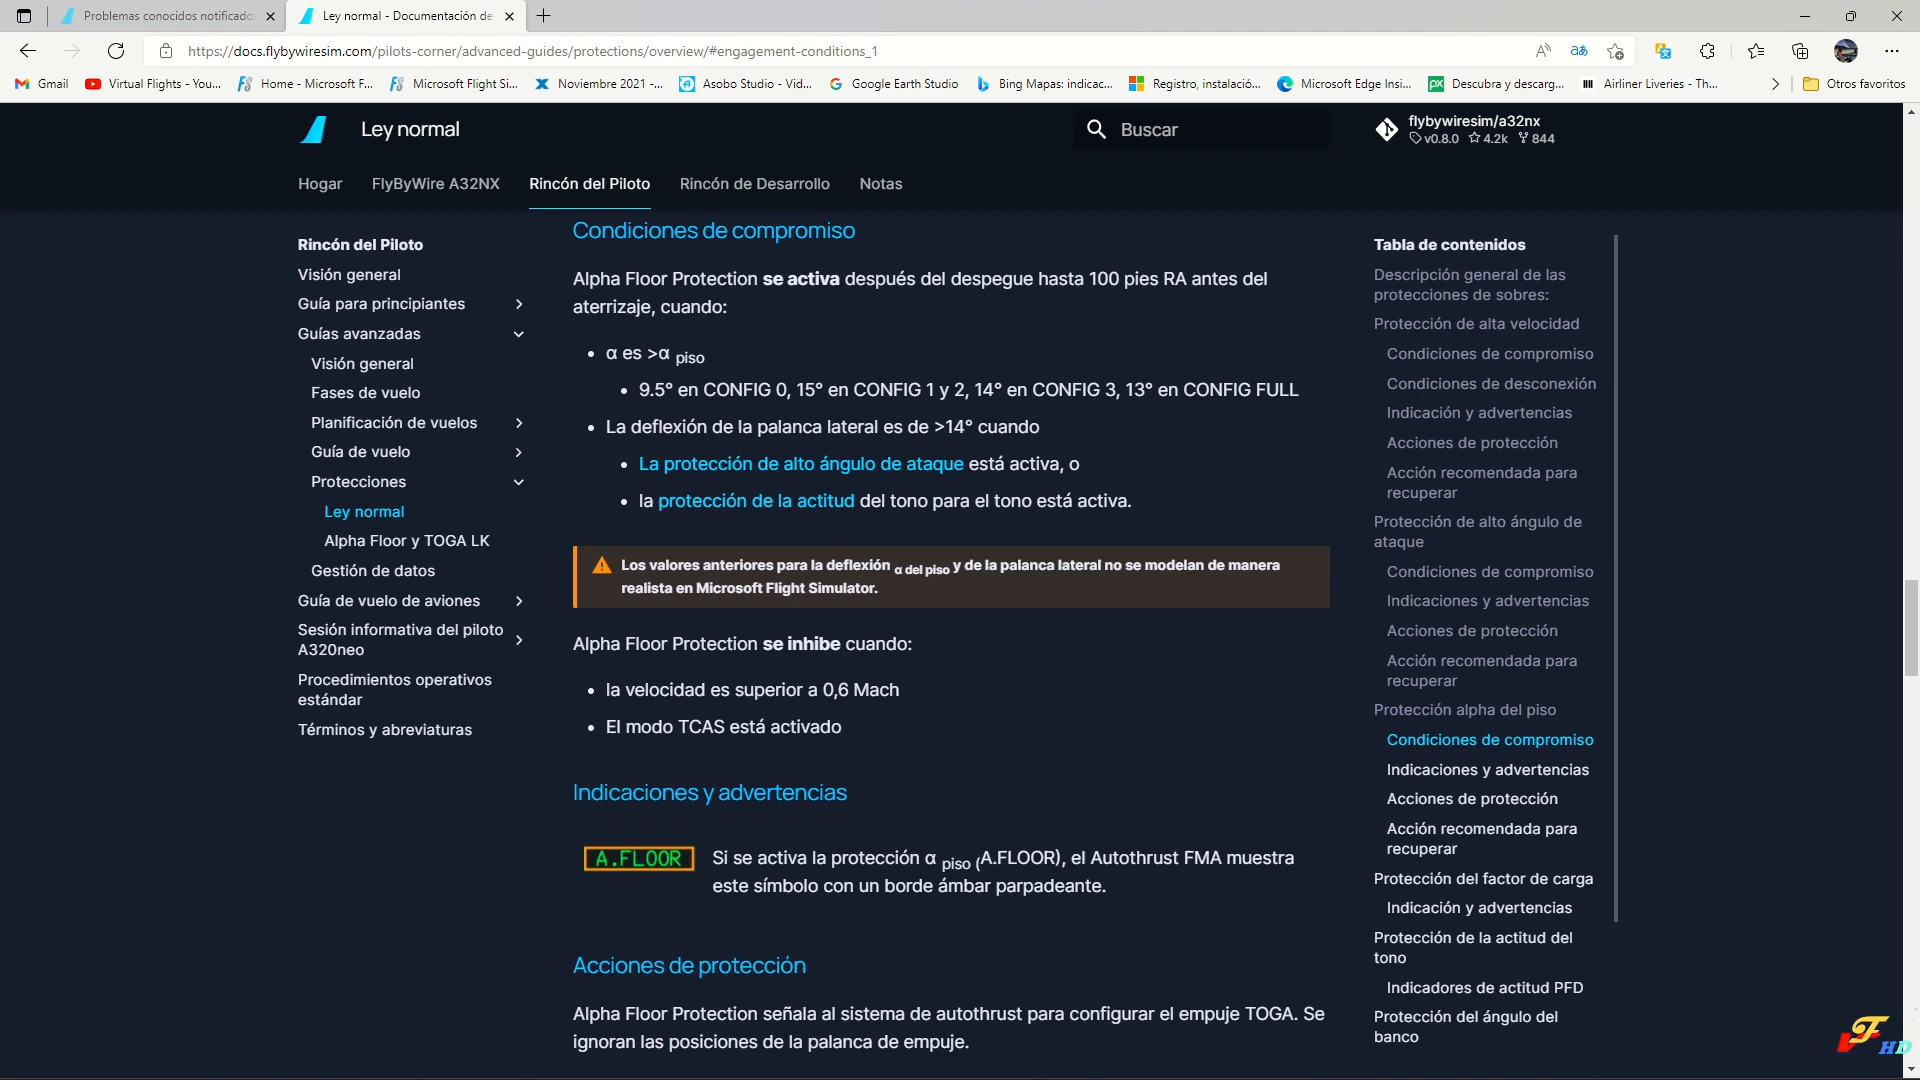 Problemas conocidos notificado
Ley normal - Documentación de
https://docs.flybywiresim.com/pilots-corner/advanced-guides/protections/overview/#engagement-conditions_1
Gmail
Virtual Flights - You...
Home - Microsoft F...
Microsoft Flight Si...
Noviembre 2021 -...
Asobo Studio - Vid...
Google Earth Studio
Bing Mapas: indicac...
Registro, instalació...
Microsoft Edge Insi...
Descubra y descarg...
Airliner Liveries - Th...
Otros favoritos
Ley normal
Buscar
flybywiresim/a32nx
v0.8.0 4.2k 844
Hogar
FlyByWire A32NX
Rincón del Piloto
Rincón de Desarrollo
Notas
Rincón del Piloto
Visión general
Guía para principiantes
Guías avanzadas
Visión general
Fases de vuelo
Planificación de vuelos
Guía de vuelo
Protecciones
Ley normal
Alpha Floor y TOGA LK
Gestión de datos
Guía de vuelo de aviones
Sesión informativa del piloto
A320neo
Procedimientos operativos
estándar
Términos y abreviaturas
Condiciones de compromiso
Alpha Floor Protection se activa después del despegue hasta 100 pies RA antes del
aterrizaje, cuando:
α es >α piso
9.5° en CONFIG 0, 15° en CONFIG 1 y 2, 14° en CONFIG 3, 13° en CONFIG FULL
La deflexión de la palanca lateral es de >14° cuando
La protección de alto ángulo de ataque está activa, o
la protección de la actitud del tono para el tono está activa.
Los valores anteriores para la deflexión α del piso y de la palanca lateral no se modelan de manera
realista en Microsoft Flight Simulator.
Alpha Floor Protection se inhibe cuando:
la velocidad es superior a 0,6 Mach
El modo TCAS está activado
Indicaciones y advertencias
A.FLOOR
Si se activa la protección α piso (A.FLOOR), el Autothrust FMA muestra
este símbolo con un borde ámbar parpadeante.
Acciones de protección
Alpha Floor Protection señala al sistema de autothrust para configurar el empuje TOGA. Se
ignoran las posiciones de la palanca de empuje.
Tabla de contenidos
Descripción general de las
protecciones de sobres:
Protección de alta velocidad
Condiciones de compromiso
Condiciones de desconexión
Indicación y advertencias
Acciones de protección
Acción recomendada para
recuperar
Protección de alto ángulo de
ataque
Condiciones de compromiso
Indicaciones y advertencias
Acciones de protección
Acción recomendada para
recuperar
Protección alpha del piso
Condiciones de compromiso
Indicaciones y advertencias
Acciones de protección
Acción recomendada para
recuperar
Protección del factor de carga
Indicación y advertencias
Protección de la actitud del
tono
Indicadores de actitud PFD
Protección del ángulo del
banco
VF HD